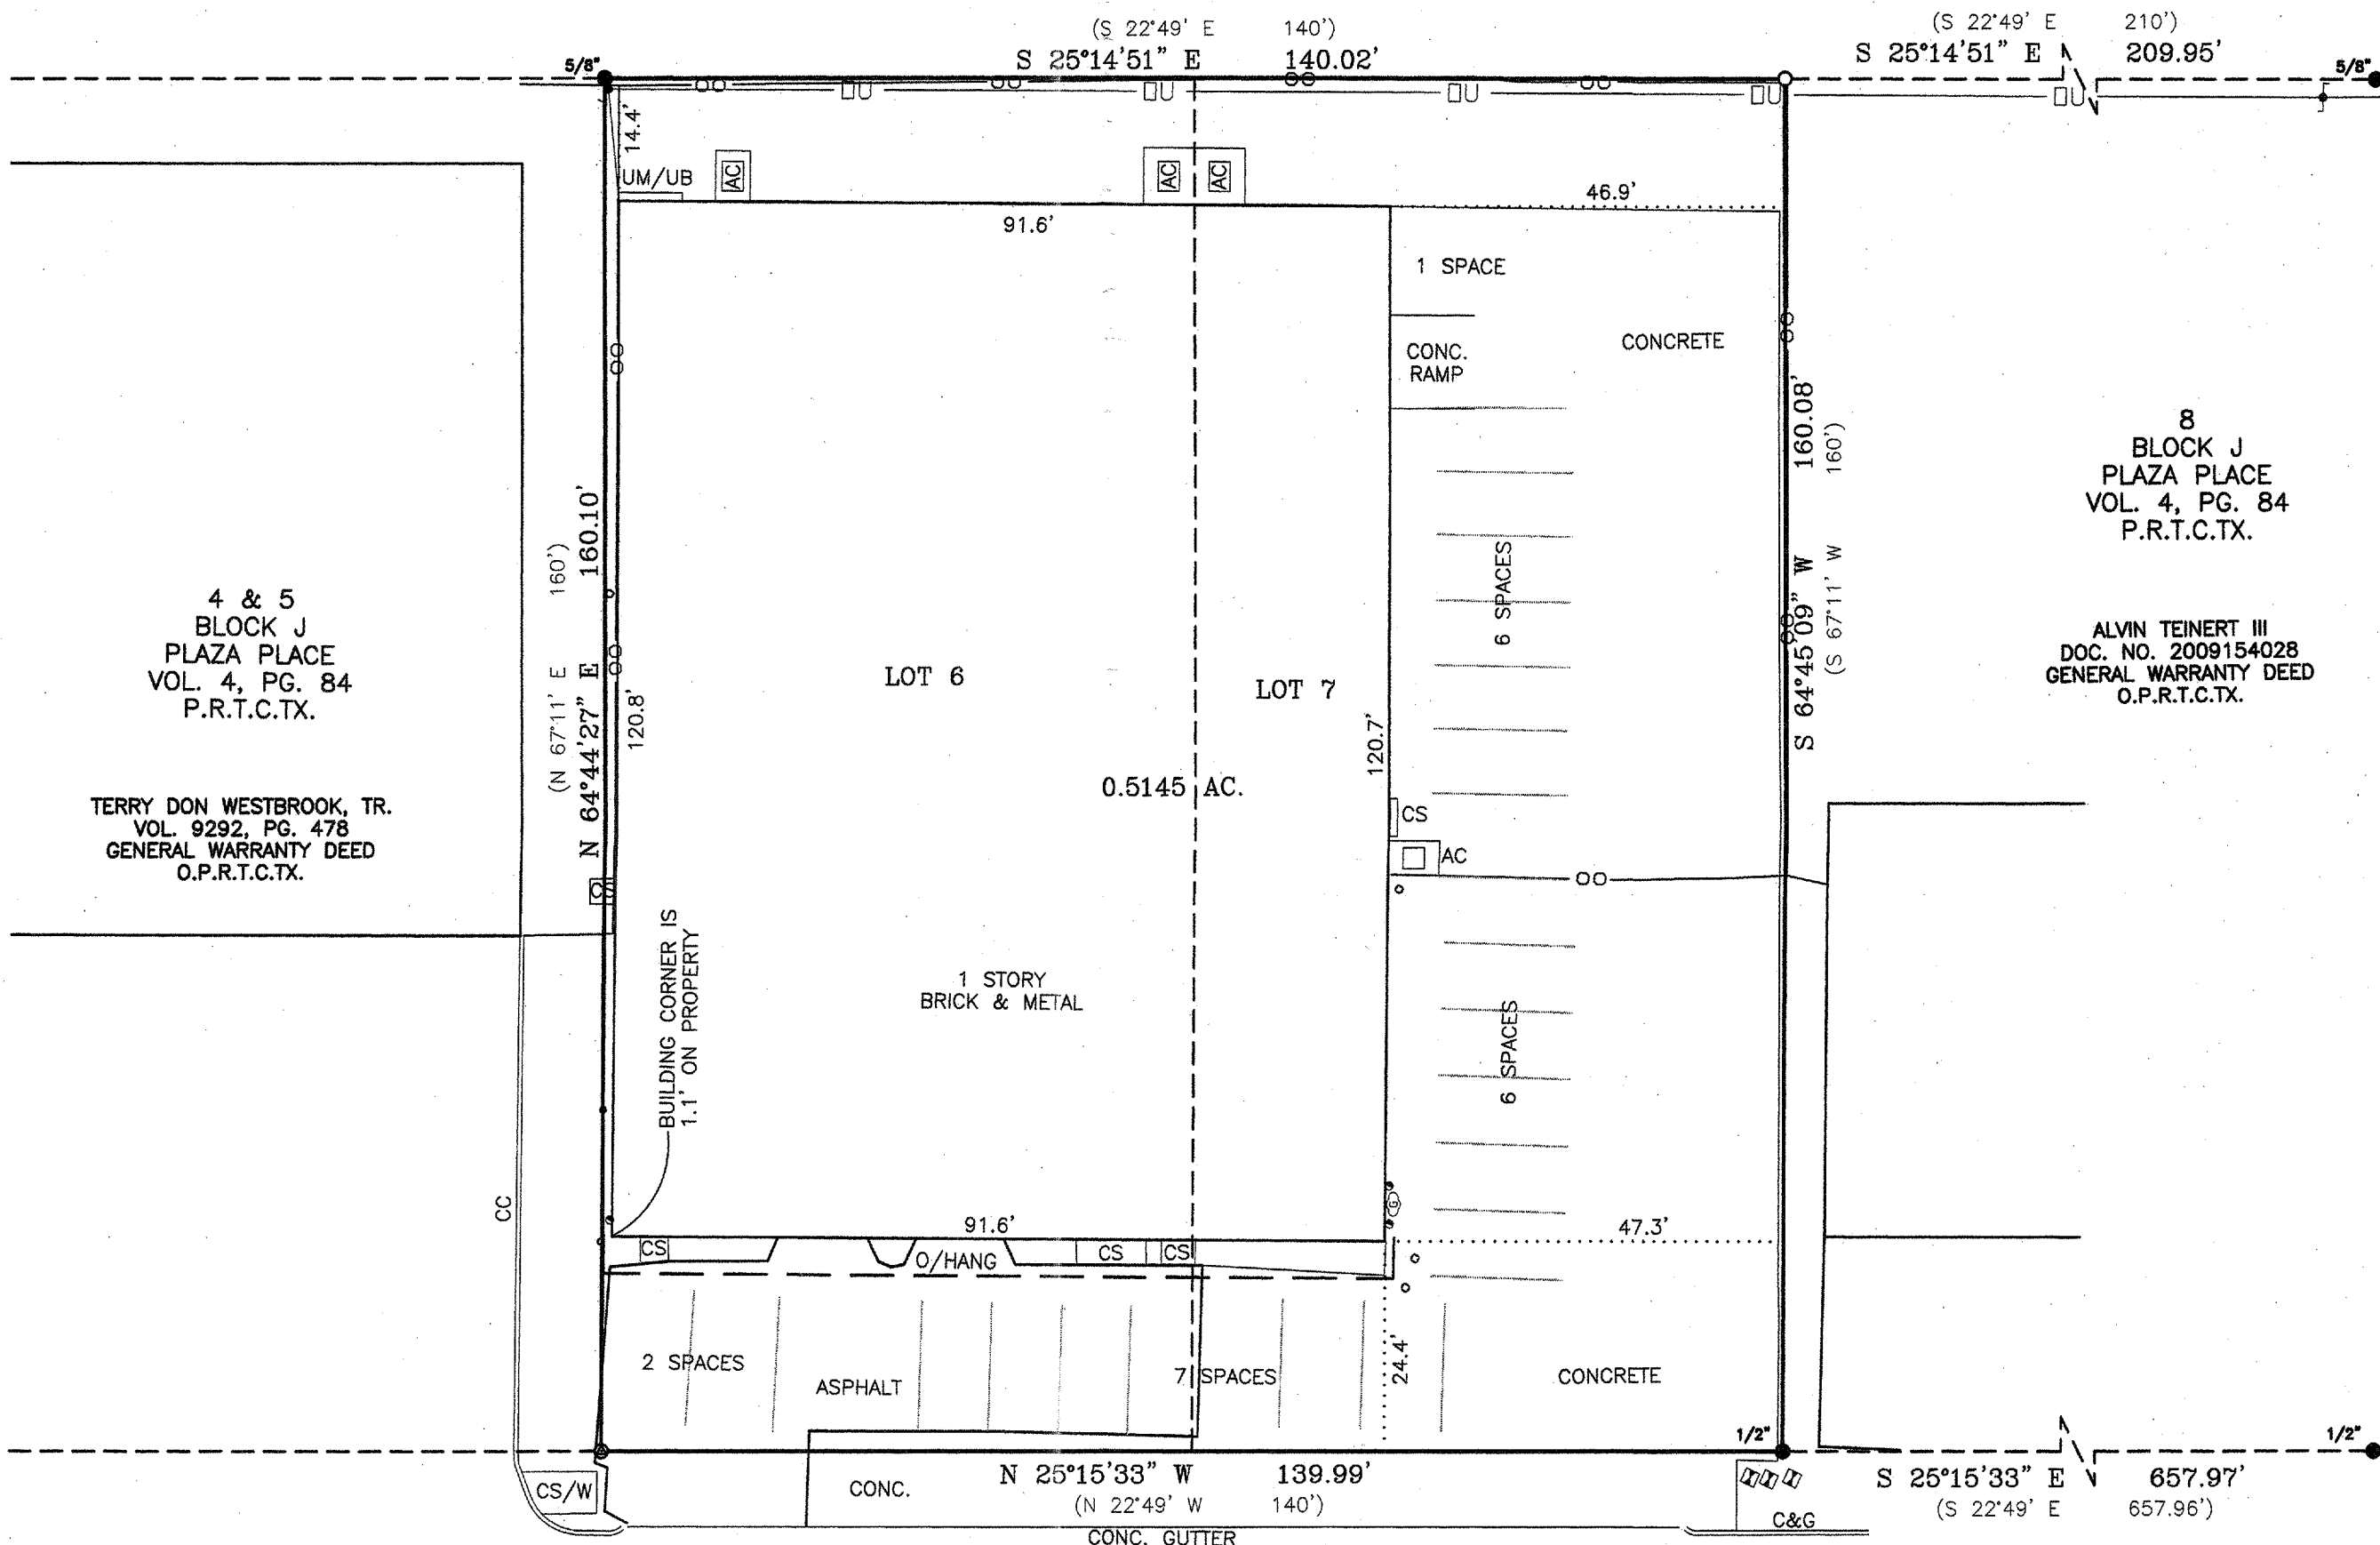 (S 22°49' E 140')
S 25°14'51" E 140.02'
(S 22°49' E 210')
S 25°14'51" E 209.95'
5/8"
5/8"
14.4'
UM/UB
AC
AC
AC
46.9'
91.6'
1 SPACE
CONC.
RAMP
CONCRETE
N 64°44'27" E 160.10'
(N 67°11' E 160')
120.8'
LOT 6
LOT 7
0.5145 AC.
120.7'
6 SPACES
S 64°45'09" W 160.08'
(S 67°11' W 160')
8
BLOCK J
PLAZA PLACE
VOL. 4, PG. 84
P.R.T.C.TX.
ALVIN TEINERT III
DOC. NO. 2009154028
GENERAL WARRANTY DEED
O.P.R.T.C.TX.
4 & 5
BLOCK J
PLAZA PLACE
VOL. 4, PG. 84
P.R.T.C.TX.
TERRY DON WESTBROOK, TR.
VOL. 9292, PG. 478
GENERAL WARRANTY DEED
O.P.R.T.C.TX.
CS
CS
AC
BUILDING CORNER IS
1.1' ON PROPERTY
1 STORY
BRICK & METAL
6 SPACES
CC
G
91.6'
47.3'
CS
O/HANG
CS
CS
2 SPACES
ASPHALT
7 SPACES
24.4'
CONCRETE
1/2"
1/2"
CS/W
CONC.
N 25°15'33" W 139.99'
(N 22°49' W 140')
CONC. GUTTER
C&G
S 25°15'33" E 657.97'
(S 22°49' E 657.96')